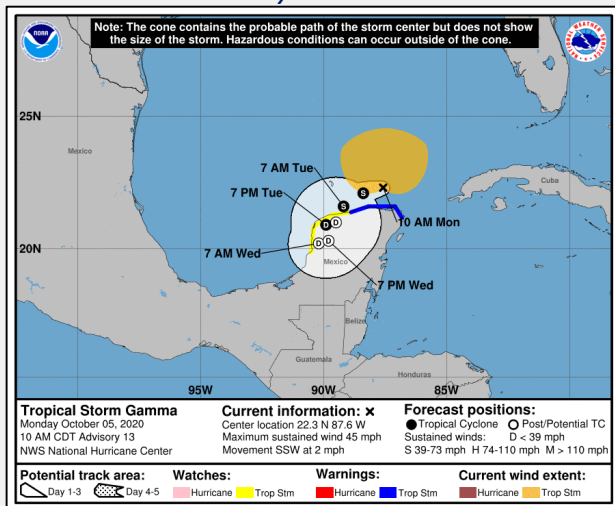 Note: The cone contains the probable path of the storm center but does not show
the size of the storm. Hazardous conditions can occur outside of the cone.
NOAA
NATIONAL WEATHER SERVICE
25N
Mexico
7 AM Tue
Cuba
7 PM Tue
S
S
10 AM Mon
D
D
20N
7 AM Wed
D
D
Mexico
7 PM Wed
Belize
Guatemala
Honduras
95W
90W
85W
80W
Tropical Storm Gamma
Monday October 05, 2020
10 AM CDT Advisory 13
NWS National Hurricane Center
Current information: ×
Center location 22.3 N 87.6 W
Maximum sustained wind 45 mph
Movement SSW at 2 mph
Forecast positions:
● Tropical Cyclone ○ Post/Potential TC
Sustained winds: D < 39 mph
S 39-73 mph H 74-110 mph M > 110 mph
Potential track area:
Day 1-3 Day 4-5
Watches:
Hurricane Trop Stm
Warnings:
Hurricane Trop Stm
Current wind extent:
Hurricane Trop Stm